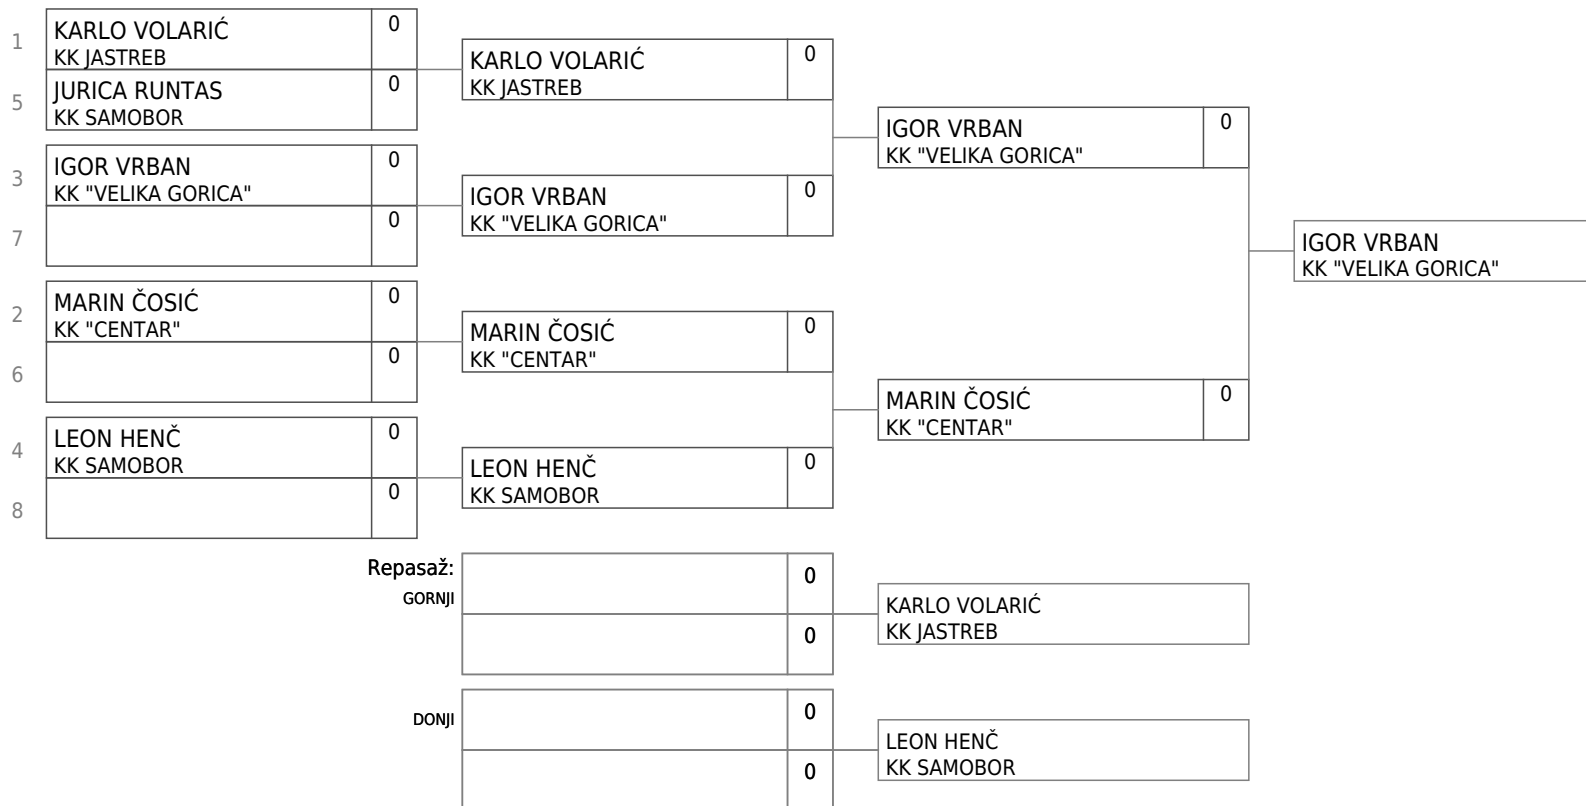 1
KARLO VOLARIĆ
KK JASTREB
0
5
JURICA RUNTAS
KK SAMOBOR
0
3
IGOR VRBAN
KK "VELIKA GORICA"
0
7
0
2
MARIN ČOSIĆ
KK "CENTAR"
0
6
0
4
LEON HENČ
KK SAMOBOR
0
8
0
KARLO VOLARIĆ
KK JASTREB
0
IGOR VRBAN
KK "VELIKA GORICA"
0
MARIN ČOSIĆ
KK "CENTAR"
0
LEON HENČ
KK SAMOBOR
0
IGOR VRBAN
KK "VELIKA GORICA"
0
MARIN ČOSIĆ
KK "CENTAR"
0
IGOR VRBAN
KK "VELIKA GORICA"
Repasaž:
GORNJI
0
0
KARLO VOLARIĆ
KK JASTREB
DONJI
0
0
LEON HENČ
KK SAMOBOR